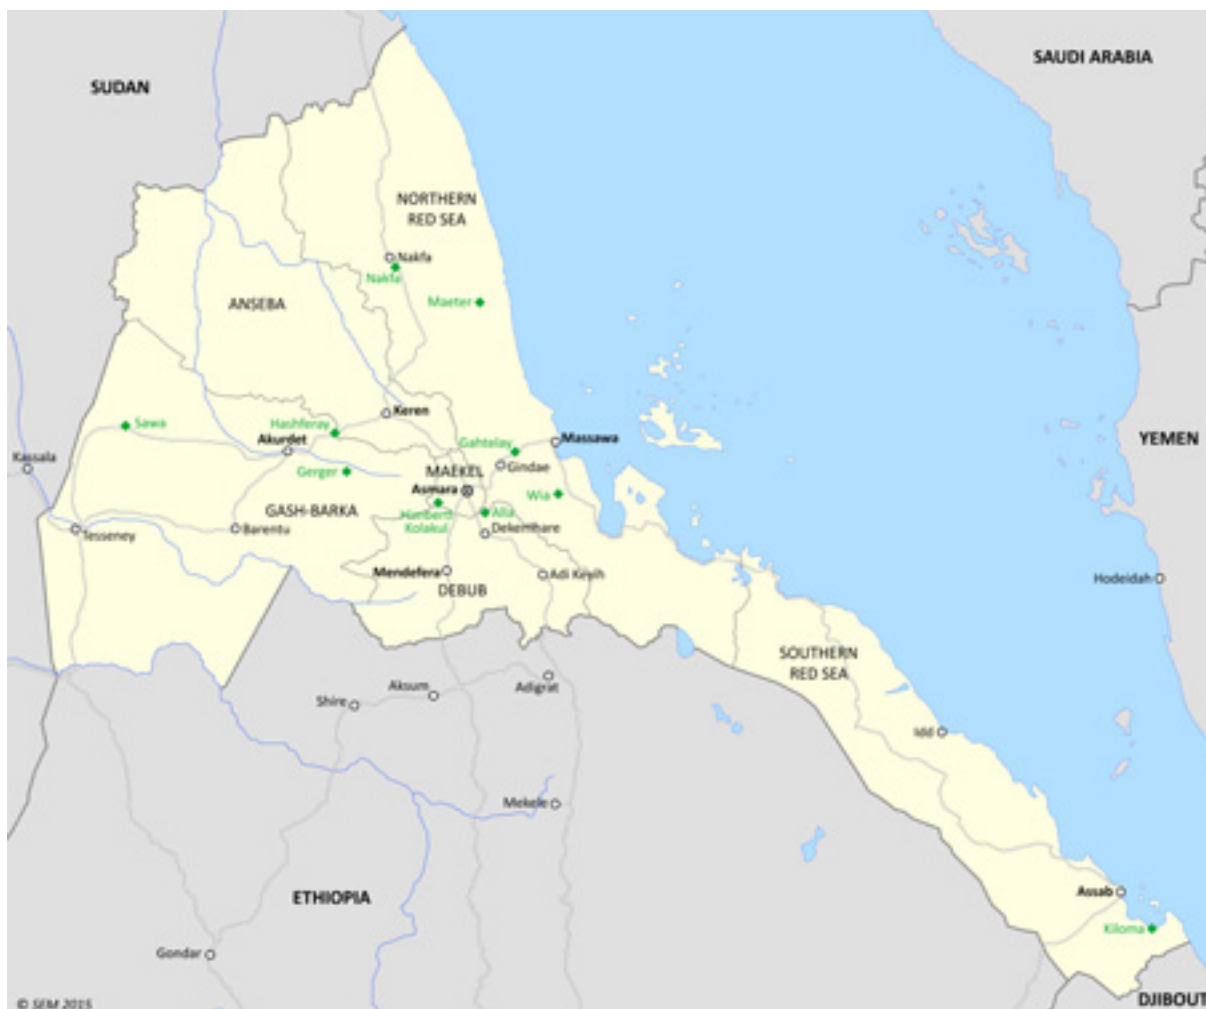 SAUDI ARABIA
SUDAN
NORTHERN
RED SEA
Nakfa
Nakfa
Maeter
ANSEBA
Keren
Sawa
Hashferay
Akurdet
Massawa
YEMEN
Gahtelay
Kassala
Gindae
MAEKEL
Gerger
Asmara
Wia
GASH-BARKA
Alla
Kolakul
Barentu
Dekemhare
Tesseney
Mendefera
Adi Keyih
Hodeidah
DEBUB
SOUTHERN
RED SEA
Adigrat
Aksum
Shire
Idd
Mekele
Assab
ETHIOPIA
Kiloma
Gondar
© SEM 2015
DJIBOUT